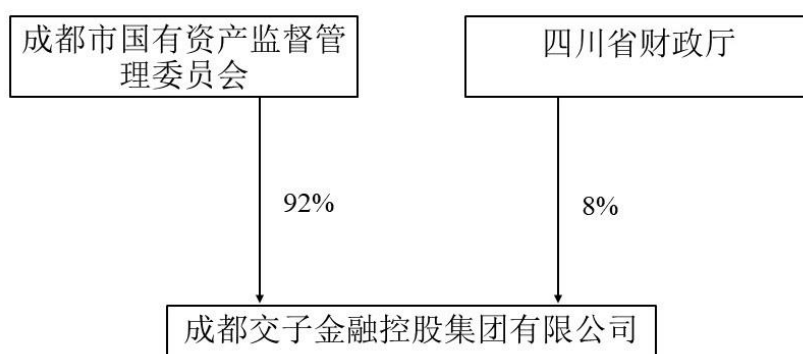 成都市国有资产监督管
理委员会
四川省财政厅
92%
8%
成都交子金融控股集团有限公司